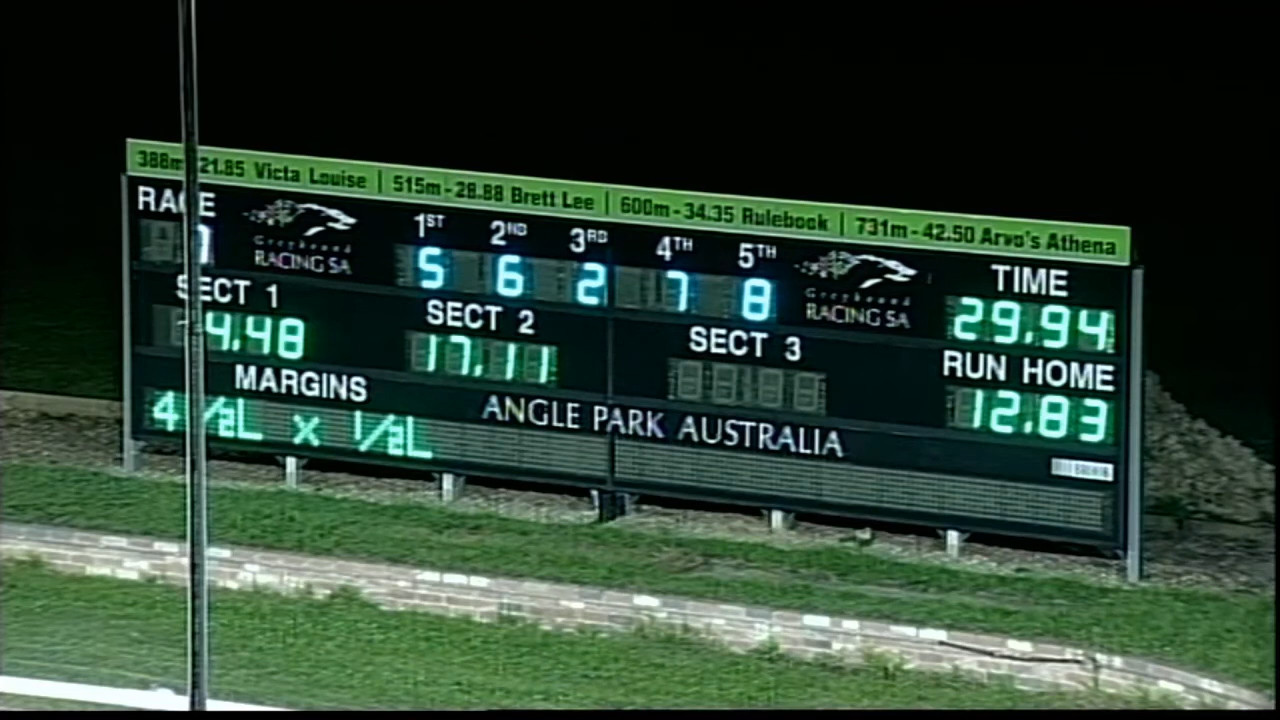 388m 21.85 Victa Louise | 515m-28.88 Brett Lee | 600m-34.35 Rulebook | 731m-42.50 Arvo's Athena
RACE
Greyhound
RACING SA
1ST 2ND 3RD 4TH 5TH
5 6 2 7 8
Greyhound
RACING SA
TIME
29.94
SECT 1
4.48
SECT 2
17.11
SECT 3
RUN HOME
12.83
MARGINS
4 1/2L x 1/2L
ANGLE PARK AUSTRALIA